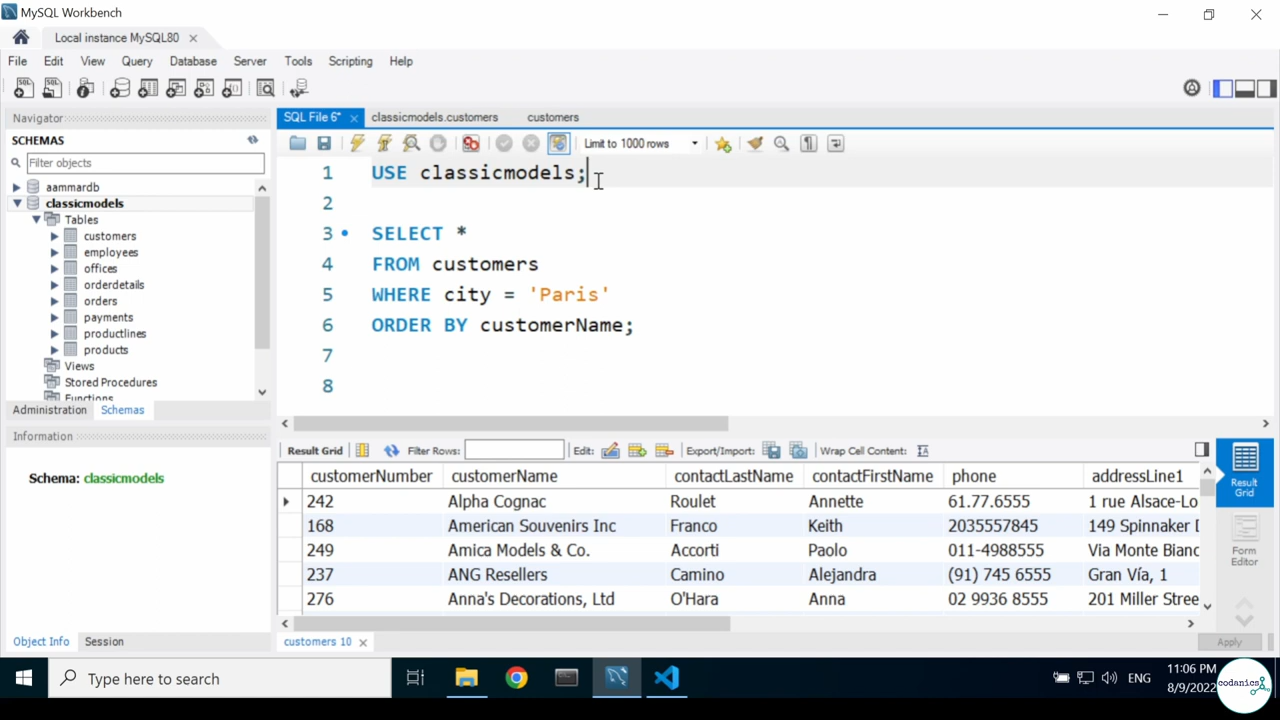 MySQL Workbench
Local instance MySQL80
File Edit View Query Database Server Tools Scripting Help
Navigator
SCHEMAS
Filter objects
aammardb
classicmodels
Tables
customers
employees
offices
orderdetails
orders
payments
productlines
products
Views
Stored Procedures
Functions
Administration Schemas
Information
Schema: classicmodels
Object Info Session
SQL File 6* classicmodels.customers customers
Limit to 1000 rows
1 USE classicmodels;
2
3 SELECT *
4 FROM customers
5 WHERE city = 'Paris'
6 ORDER BY customerName;
7
8
Result Grid Filter Rows: Edit: Export/Import: Wrap Cell Content:
customerNumber customerName contactLastName contactFirstName phone addressLine1
242 Alpha Cognac Roulet Annette 61.77.6555 1 rue Alsace-Lo
168 American Souvenirs Inc Franco Keith 2035557845 149 Spinnaker D
249 Amica Models & Co. Accorti Paolo 011-4988555 Via Monte Bianc
237 ANG Resellers Camino Alejandra (91) 745 6555 Gran Vía, 1
276 Anna's Decorations, Ltd O'Hara Anna 02 9936 8555 201 Miller Stree
Result Grid
Form Editor
customers 10
Apply
Type here to search
ENG
11:06 PM
8/9/2022
codanics